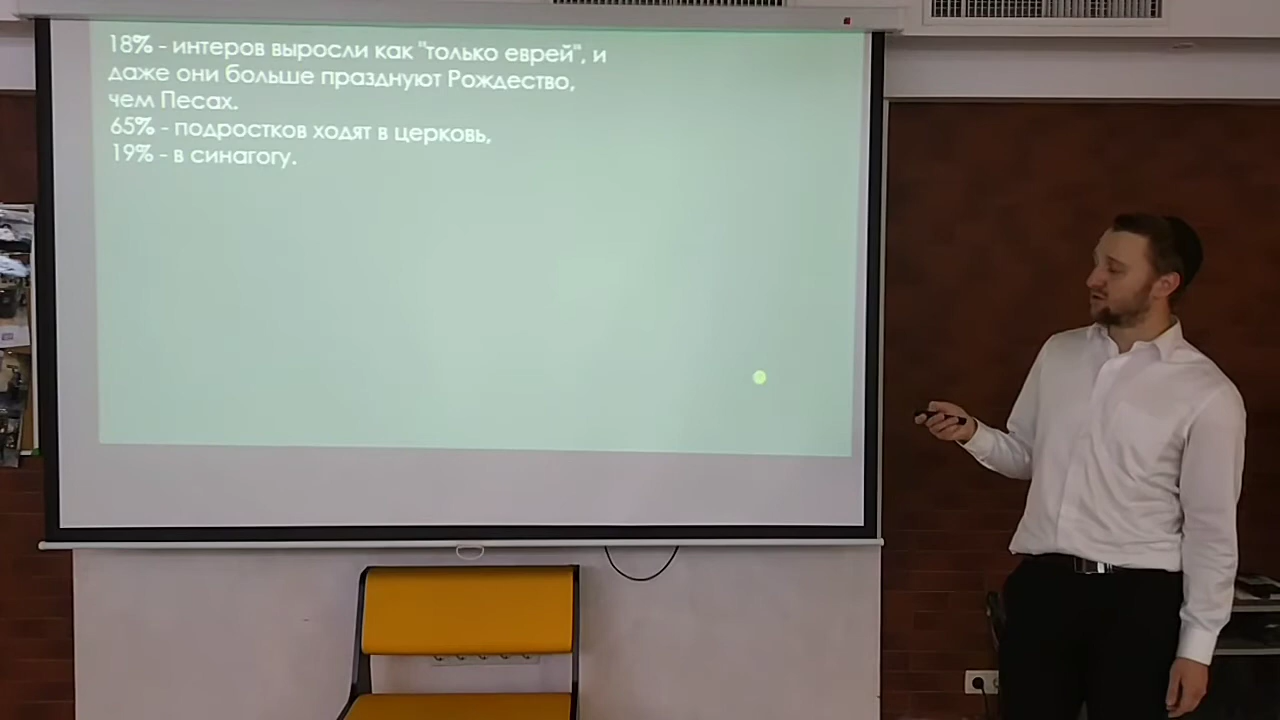 18% - интеров выросли как "только еврей", и
даже они больше празднуют Рождество,
чем Песах.
65% - подростков ходят в церковь,
19% - в синагогу.